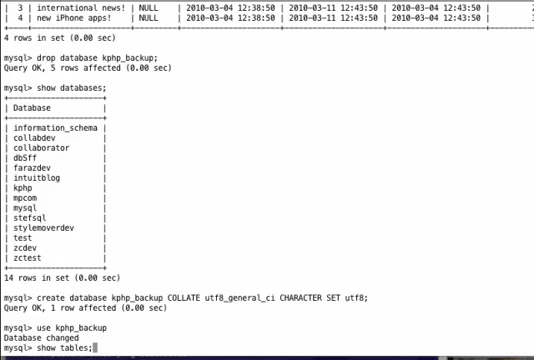 |  3 | international news! | NULL    | 2010-03-04 12:38:50 | 2010-03-11 12:43:50 | 2010-03-04 12:43:50 |
|  4 | new iPhone apps!    | NULL    | 2010-03-04 12:38:50 | 2010-03-11 12:43:50 | 2010-03-04 12:43:50 |
4 rows in set (0.00 sec)
mysql> drop database kphp_backup;
Query OK, 5 rows affected (0.00 sec)
mysql> show databases;
| Database           |
| information_schema |
| collabdev          |
| collaborator       |
| db5ff              |
| farazdev           |
| intuitblog         |
| kphp               |
| mpcom              |
| mysql              |
| stefsql            |
| stylemoverdev      |
| test               |
| zcdev              |
| zctest             |
14 rows in set (0.00 sec)
mysql> create database kphp_backup COLLATE utf8_general_ci CHARACTER SET utf8;
Query OK, 1 row affected (0.00 sec)
mysql> use kphp_backup
Database changed
mysql> show tables;